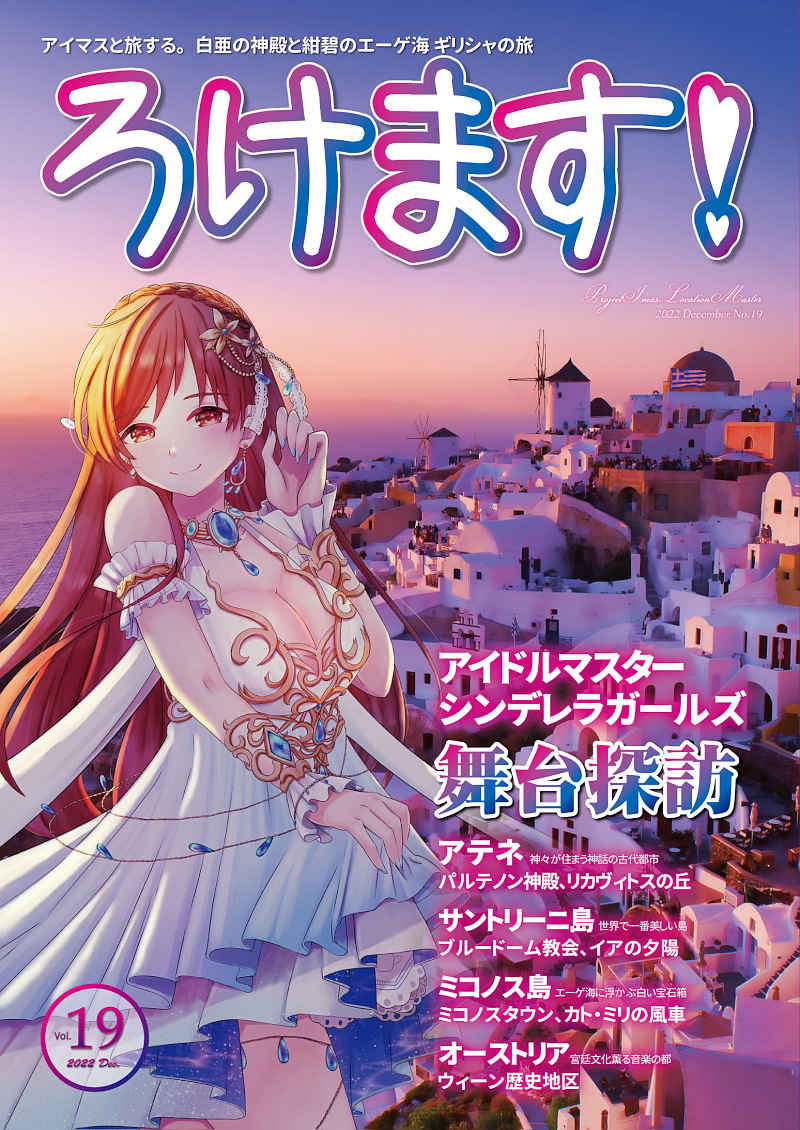 アイマスと旅する。白亜の神殿と紺碧のエーゲ海 ギリシャの旅
ろけます!
Project Imas. Location Master
2022 December No.19
アイドルマスター
シンデレラガールズ
舞台探訪
アテネ 神々が住まう神話の古代都市
パルテノン神殿、リカヴィトスの丘
サントリーニ島 世界で一番美しい島
ブルードーム教会、イアの夕陽
ミコノス島 エーゲ海に浮かぶ白い宝石箱
ミコノスタウン、カト・ミリの風車
オーストリア 宮廷文化薫る音楽の都
ウィーン歴史地区
Vol. 19
2022 Dec.